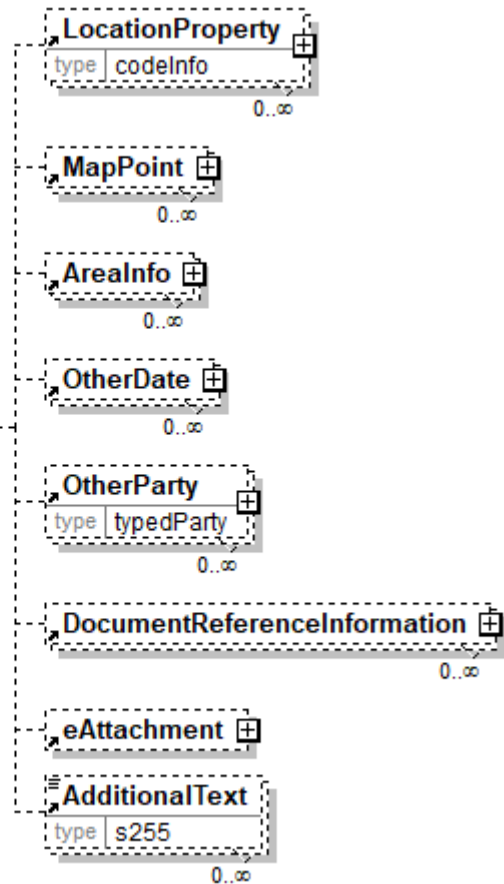 LocationProperty
type codeInfo
0..∞
MapPoint
0..∞
AreaInfo
0..∞
OtherDate
0..∞
OtherParty
type typedParty
0..∞
DocumentReferenceInformation
0..∞
eAttachment
AdditionalText
type s255
0..∞